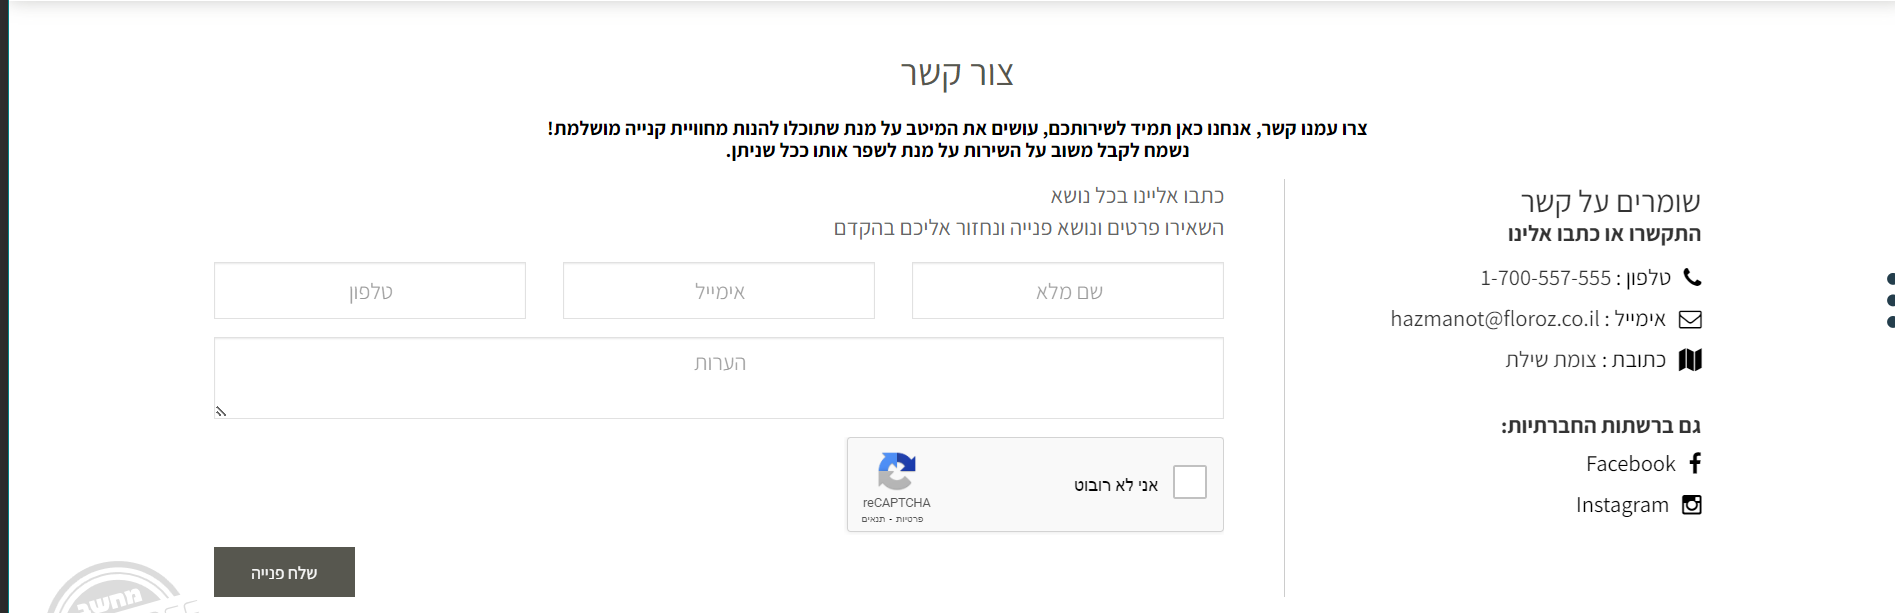 צור קשר
צרו עמנו קשר, אנחנו כאן תמיד לשירותכם, עושים את המיטב על מנת שתוכלו להנות מחוויית קנייה מושלמת!
נשמח לקבל משוב על השירות על מנת לשפר אותו ככל שניתן.
שומרים על קשר
התקשרו או כתבו אלינו
טלפון : 1-700-557-555
אימייל : hazmanot@floroz.co.il
כתובת : צומת שילת
גם ברשתות החברתיות:
Facebook
Instagram
כתבו אליינו בכל נושא
השאירו פרטים ונושא פנייה ונחזור אליכם בהקדם
שם מלא
אימייל
טלפון
הערות
אני לא רובוט
reCAPTCHA
פרטיות - תנאים
שלח פנייה
מחשב